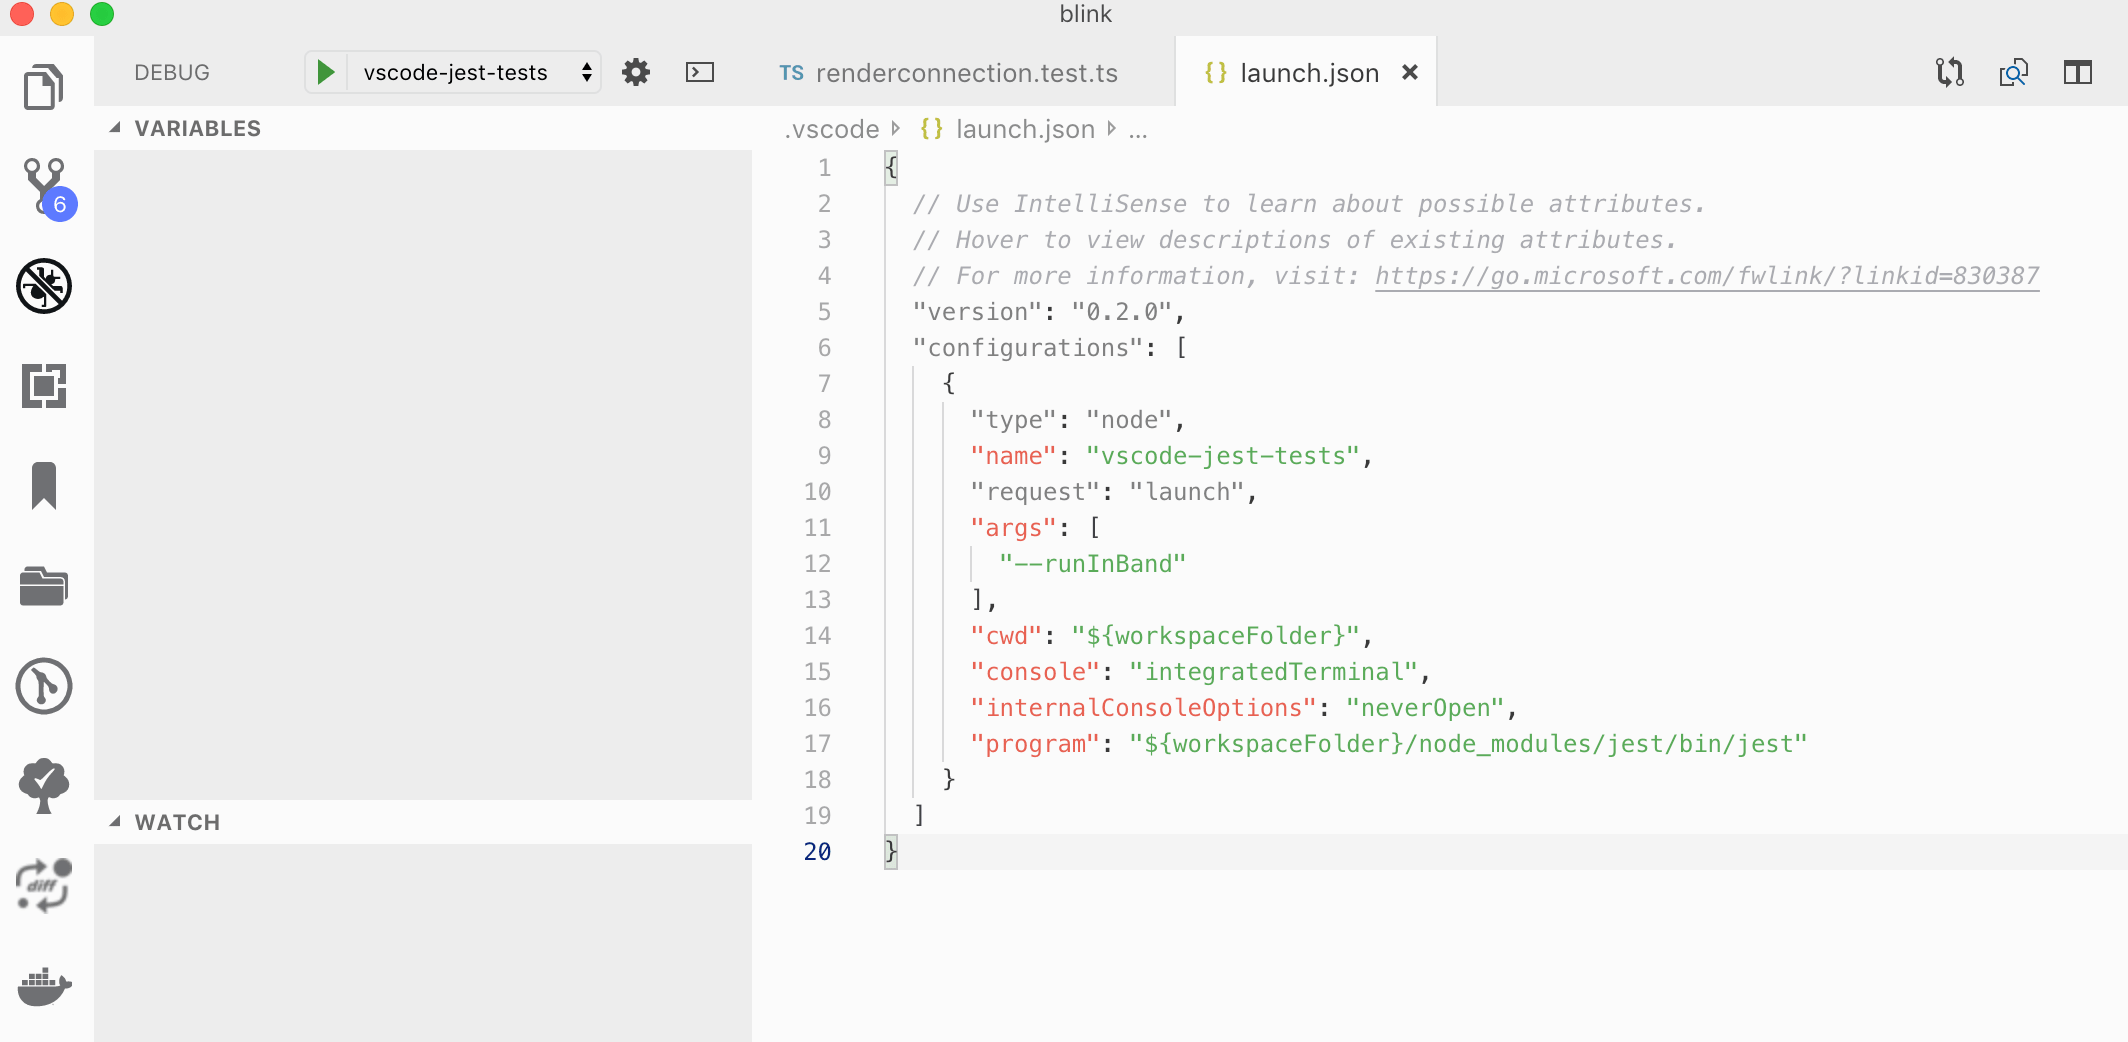 blink
DEBUG
vscode-jest-tests
TS renderconnection.test.ts
{} launch.json
VARIABLES
.vscode {} launch.json ...
6
diff
WATCH
1 {
2 // Use IntelliSense to learn about possible attributes.
3 // Hover to view descriptions of existing attributes.
4 // For more information, visit: https://go.microsoft.com/fwlink/?linkid=830387
5 "version": "0.2.0",
6 "configurations": [
7 {
8 "type": "node",
9 "name": "vscode-jest-tests",
10 "request": "launch",
11 "args": [
12 "--runInBand"
13 ],
14 "cwd": "${workspaceFolder}",
15 "console": "integratedTerminal",
16 "internalConsoleOptions": "neverOpen",
17 "program": "${workspaceFolder}/node_modules/jest/bin/jest"
18 }
19 ]
20 }